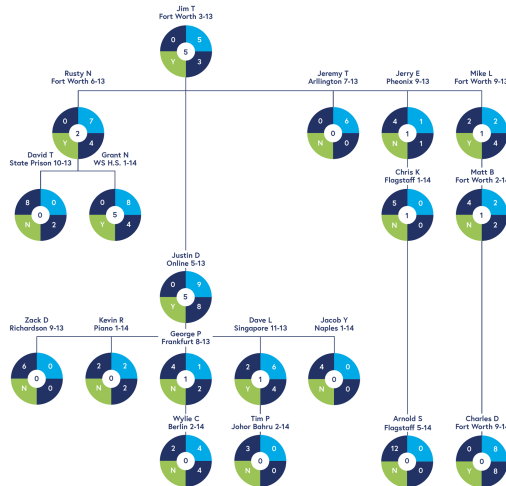 Jim T
Fort Worth 3-13
0 5
5
Y 3
Rusty N
Fort Worth 6-13
0 7
2
Y 4
Jeremy T
Arllington 7-13
0 6
0
N 0
Jerry E
Pheonix 9-13
4 1
1
N 1
Mike L
Fort Worth 9-13
2 2
1
Y 4
David T
State Prison 10-13
8 0
0
N 2
Grant N
WS H.S. 1-14
0 8
5
Y 4
Chris K
Flagstaff 1-14
5 0
1
N 0
Matt B
Fort Worth 2-14
4 2
1
Y 2
Justin D
Online 5-13
0 9
5
Y 8
Zack D
Richardson 9-13
6 0
0
N 0
Kevin R
Plano 1-14
2 2
0
N 0
George P
Frankfurt 8-13
4 1
1
N 2
Dave L
Singapore 11-13
2 6
1
Y 4
Jacob Y
Naples 1-14
4 0
0
N 0
Wylie C
Berlin 2-14
2 4
0
N 4
Tim P
Johor Bahru 2-14
3 0
0
N 0
Arnold S
Flagstaff 5-14
12 0
0
N 0
Charles D
Fort Worth 9-14
0 8
0
Y 8